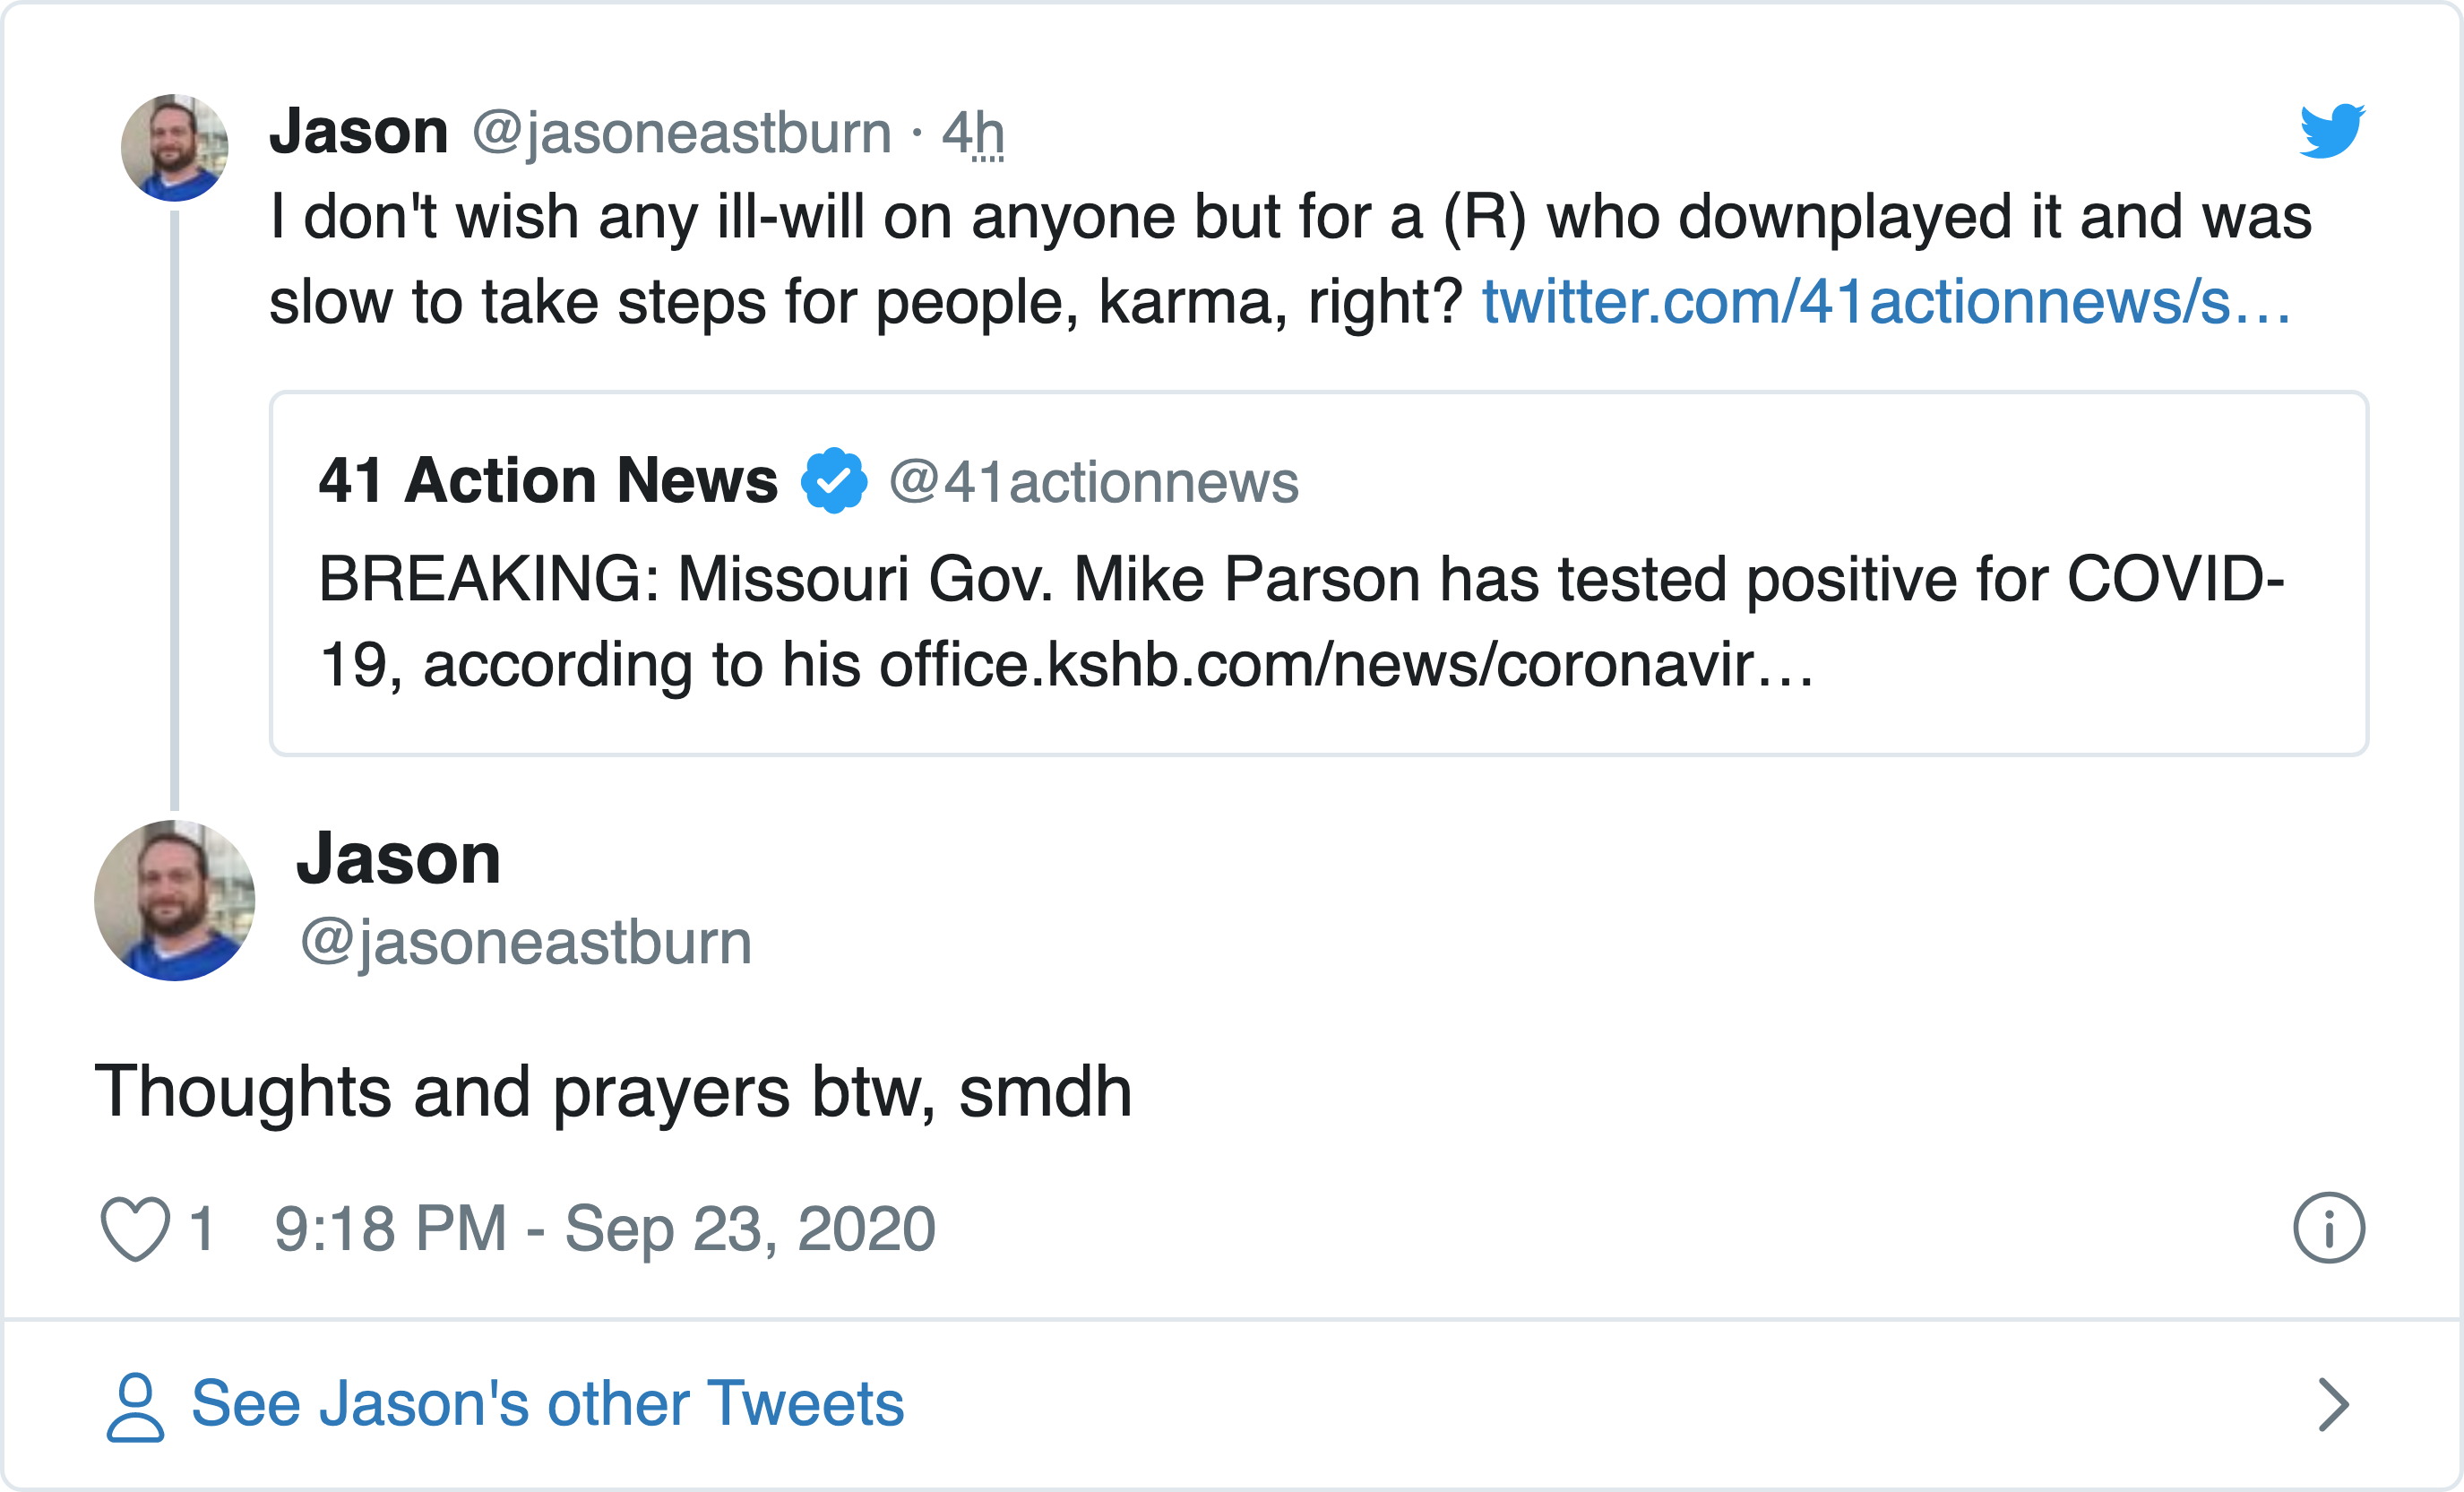 Jason @jasoneastburn · 4h
I don't wish any ill-will on anyone but for a (R) who downplayed it and was
slow to take steps for people, karma, right? twitter.com/41actionnews/s…
41 Action News @41actionnews
BREAKING: Missouri Gov. Mike Parson has tested positive for COVID-
19, according to his office.kshb.com/news/coronavir…
Jason
@jasoneastburn
Thoughts and prayers btw, smdh
1 9:18 PM - Sep 23, 2020
See Jason's other Tweets